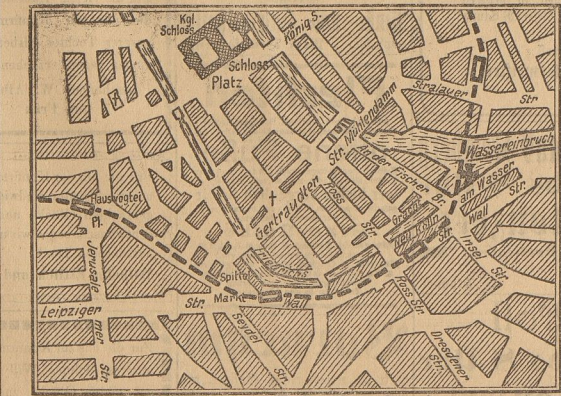 Kgl.
Schloss
Schloss
Platz
König S.
Stralauer
Str
Str. Mühlendamm
An der Fischer Br.
Wassereinbruch
am Wasser
Str.
Wall
Hausvogtei
Pl.
Gertraudten
Ross
Str.
Grün
Neu Kölln
Str
Insel
Str
Jerusale
mer
Str.
Spittel
Markt
Friedrichs
Wall
Leipziger
Str.
Seydel
Str.
Ross Str.
Dresdener
Str.